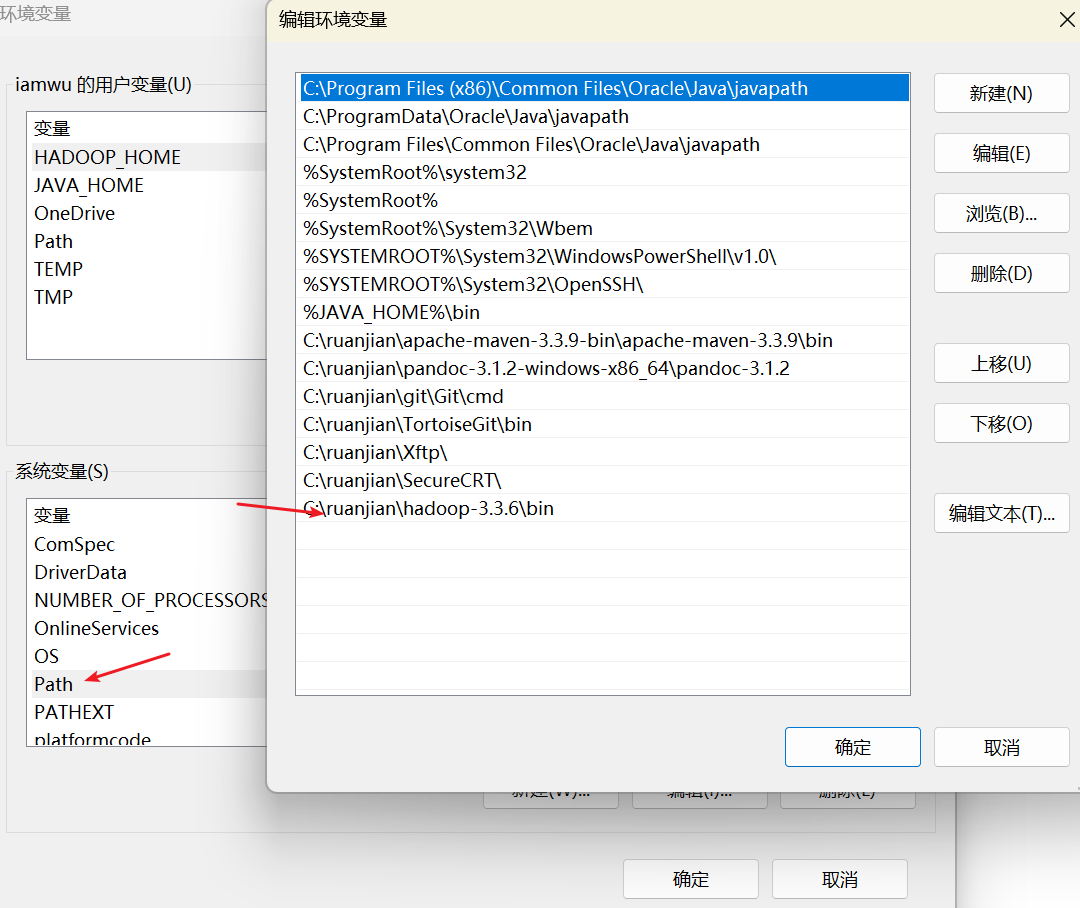 环境变量
编辑环境变量
iamwu 的用户变量(U)
变量
HADOOP_HOME
JAVA_HOME
OneDrive
Path
TEMP
TMP
系统变量(S)
变量
ComSpec
DriverData
NUMBER_OF_PROCESSORS
OnlineServices
OS
Path
PATHEXT
platformcode
C:\Program Files (x86)\Common Files\Oracle\Java\javapath
C:\ProgramData\Oracle\Java\javapath
C:\Program Files\Common Files\Oracle\Java\javapath
%SystemRoot%\system32
%SystemRoot%
%SystemRoot%\System32\Wbem
%SYSTEMROOT%\System32\WindowsPowerShell\v1.0\
%SYSTEMROOT%\System32\OpenSSH\
%JAVA_HOME%\bin
C:\ruanjian\apache-maven-3.3.9-bin\apache-maven-3.3.9\bin
C:\ruanjian\pandoc-3.1.2-windows-x86_64\pandoc-3.1.2
C:\ruanjian\git\Git\cmd
C:\ruanjian\TortoiseGit\bin
C:\ruanjian\Xftp\
C:\ruanjian\SecureCRT\
C:\ruanjian\hadoop-3.3.6\bin
新建(N)
编辑(E)
浏览(B)...
删除(D)
上移(U)
下移(O)
编辑文本(T)...
确定
取消
新建(W)...
编辑(I)...
删除(L)
确定
取消